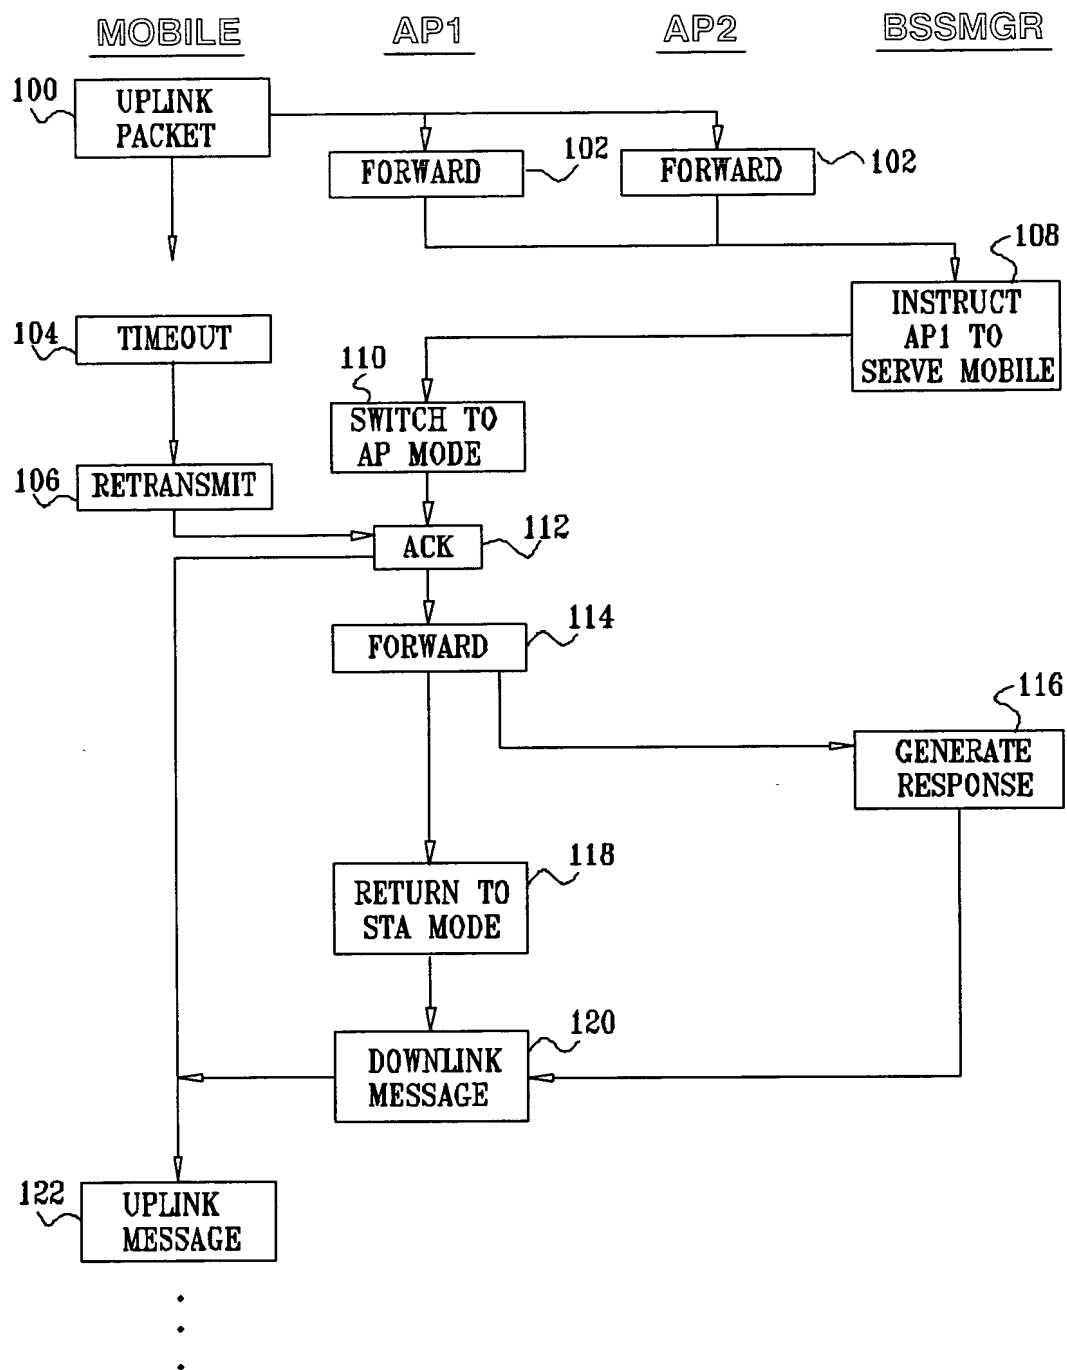 MOBILE AP1 AP2 BSSMGR
100 UPLINK
PACKET
FORWARD 102
FORWARD 102
108
INSTRUCT
AP1 TO
SERVE MOBILE
104 TIMEOUT
110
SWITCH TO
AP MODE
106 RETRANSMIT
ACK 112
FORWARD 114
116
GENERATE
RESPONSE
118
RETURN TO
STA MODE
120
DOWNLINK
MESSAGE
122 UPLINK
MESSAGE